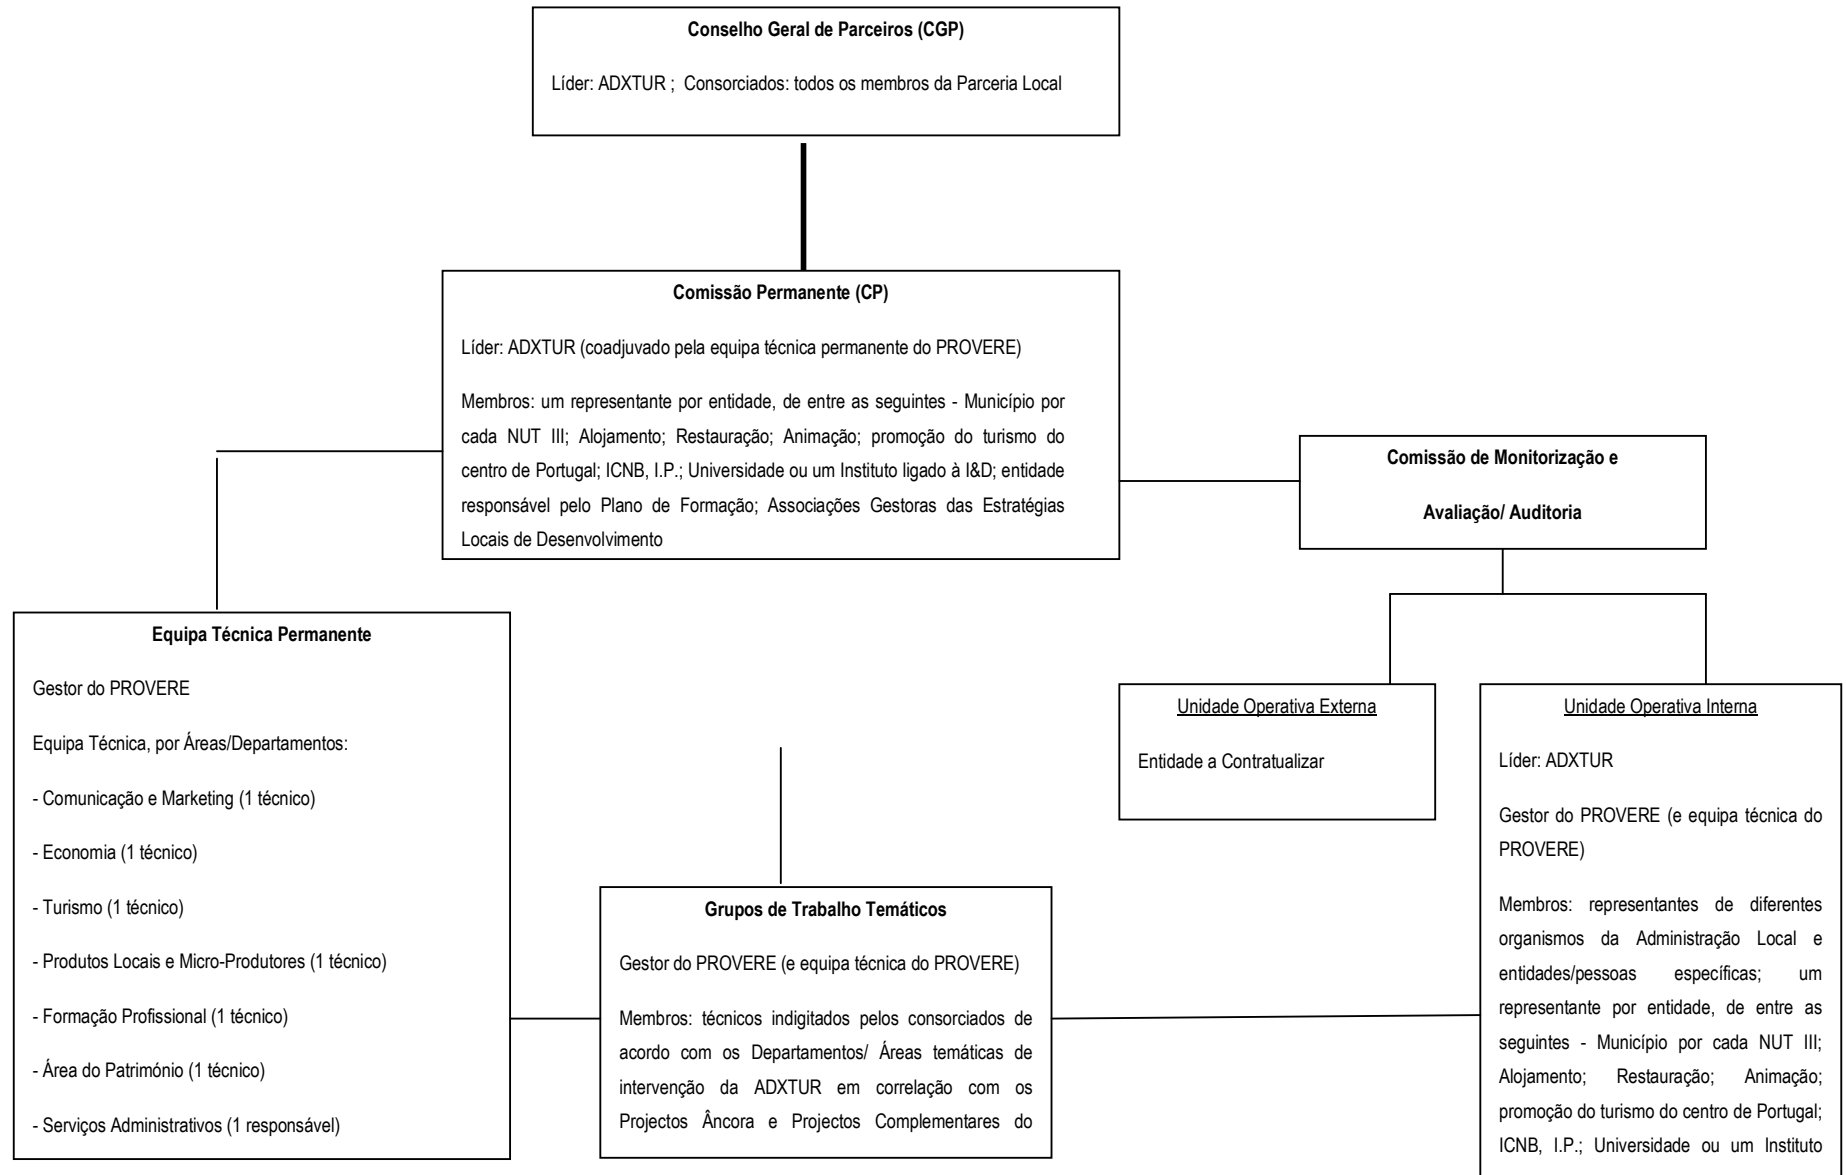 Conselho Geral de Parceiros (CGP)
Líder: ADXTUR ; Consorciados: todos os membros da Parceria Local
Comissão Permanente (CP)
Líder: ADXTUR (coadjuvado pela equipa técnica permanente do PROVERE)
Membros: um representante por entidade, de entre as seguintes - Município por
cada NUT III; Alojamento; Restauração; Animação; promoção do turismo do
centro de Portugal; ICNB, I.P.; Universidade ou um Instituto ligado à I&D; entidade
responsável pelo Plano de Formação; Associações Gestoras das Estratégias
Locais de Desenvolvimento
Comissão de Monitorização e
Avaliação/ Auditoria
Equipa Técnica Permanente
Gestor do PROVERE
Equipa Técnica, por Áreas/Departamentos:
- Comunicação e Marketing (1 técnico)
- Economia (1 técnico)
- Turismo (1 técnico)
- Produtos Locais e Micro-Produtores (1 técnico)
- Formação Profissional (1 técnico)
- Área do Património (1 técnico)
- Serviços Administrativos (1 responsável)
Grupos de Trabalho Temáticos
Gestor do PROVERE (e equipa técnica do PROVERE)
Membros: técnicos indigitados pelos consorciados de
acordo com os Departamentos/ Áreas temáticas de
intervenção da ADXTUR em correlação com os
Projectos Âncora e Projectos Complementares do
Unidade Operativa Externa
Entidade a Contratualizar
Unidade Operativa Interna
Líder: ADXTUR
Gestor do PROVERE (e equipa técnica do
PROVERE)
Membros: representantes de diferentes
organismos da Administração Local e
entidades/pessoas específicas; um
representante por entidade, de entre as
seguintes - Município por cada NUT III;
Alojamento; Restauração; Animação;
promoção do turismo do centro de Portugal;
ICNB, I.P.; Universidade ou um Instituto